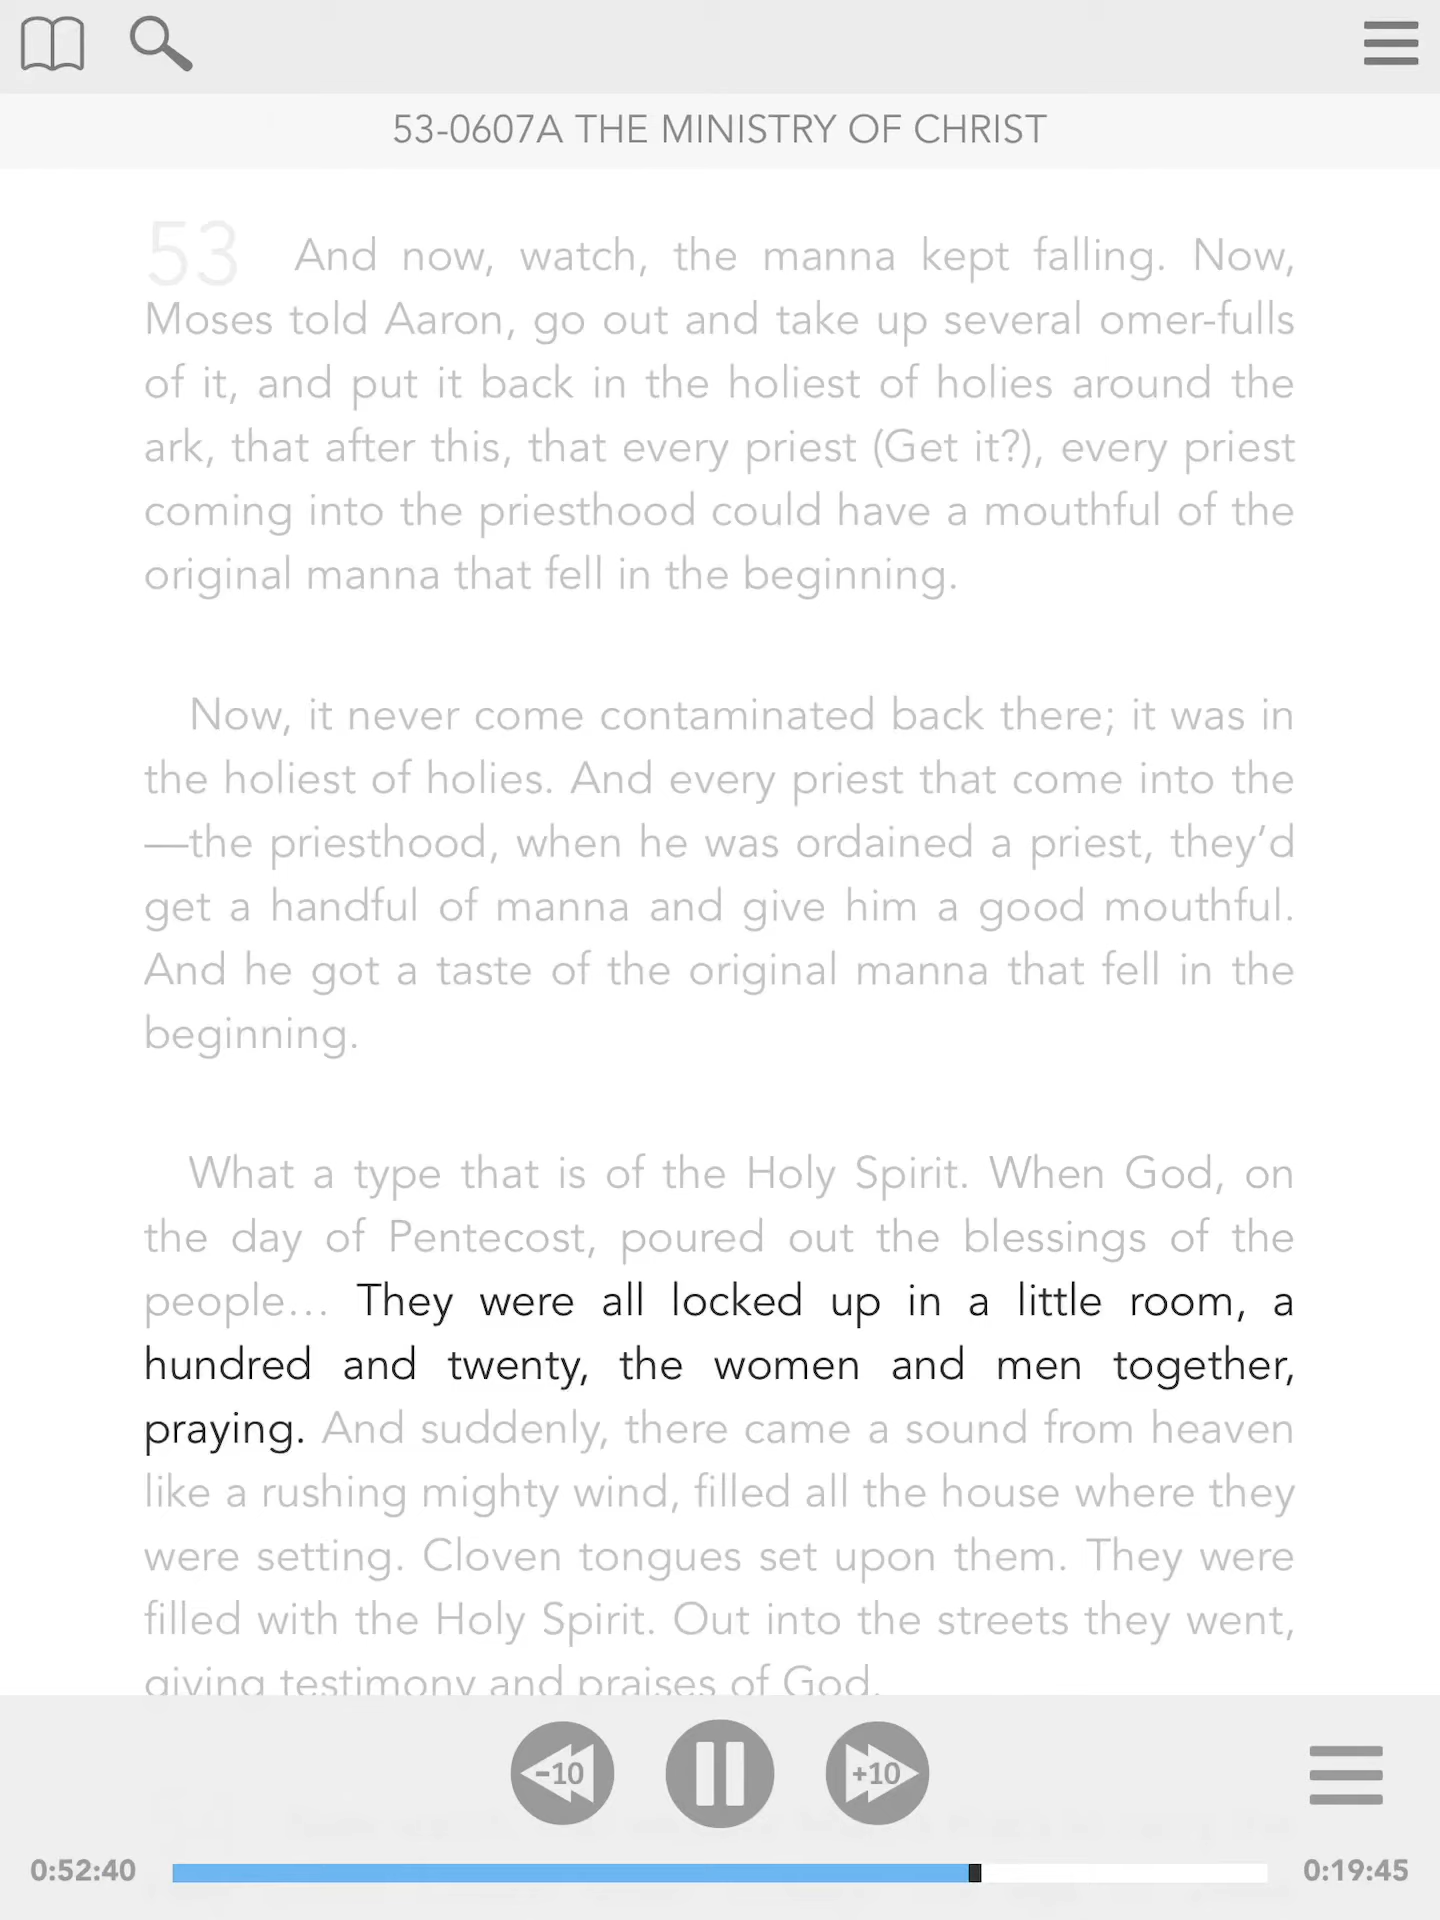 53-0607A THE MINISTRY OF CHRIST
53 And now, watch, the manna kept falling. Now,
Moses told Aaron, go out and take up several omer-fulls
of it, and put it back in the holiest of holies around the
ark, that after this, that every priest (Get it?), every priest
coming into the priesthood could have a mouthful of the
original manna that fell in the beginning.
Now, it never come contaminated back there; it was in
the holiest of holies. And every priest that come into the
—the priesthood, when he was ordained a priest, they’d
get a handful of manna and give him a good mouthful.
And he got a taste of the original manna that fell in the
beginning.
What a type that is of the Holy Spirit. When God, on
the day of Pentecost, poured out the blessings of the
people… They were all locked up in a little room, a
hundred and twenty, the women and men together,
praying. And suddenly, there came a sound from heaven
like a rushing mighty wind, filled all the house where they
were setting. Cloven tongues set upon them. They were
filled with the Holy Spirit. Out into the streets they went,
giving testimony and praises of God.
-10 +10
0:52:40 0:19:45